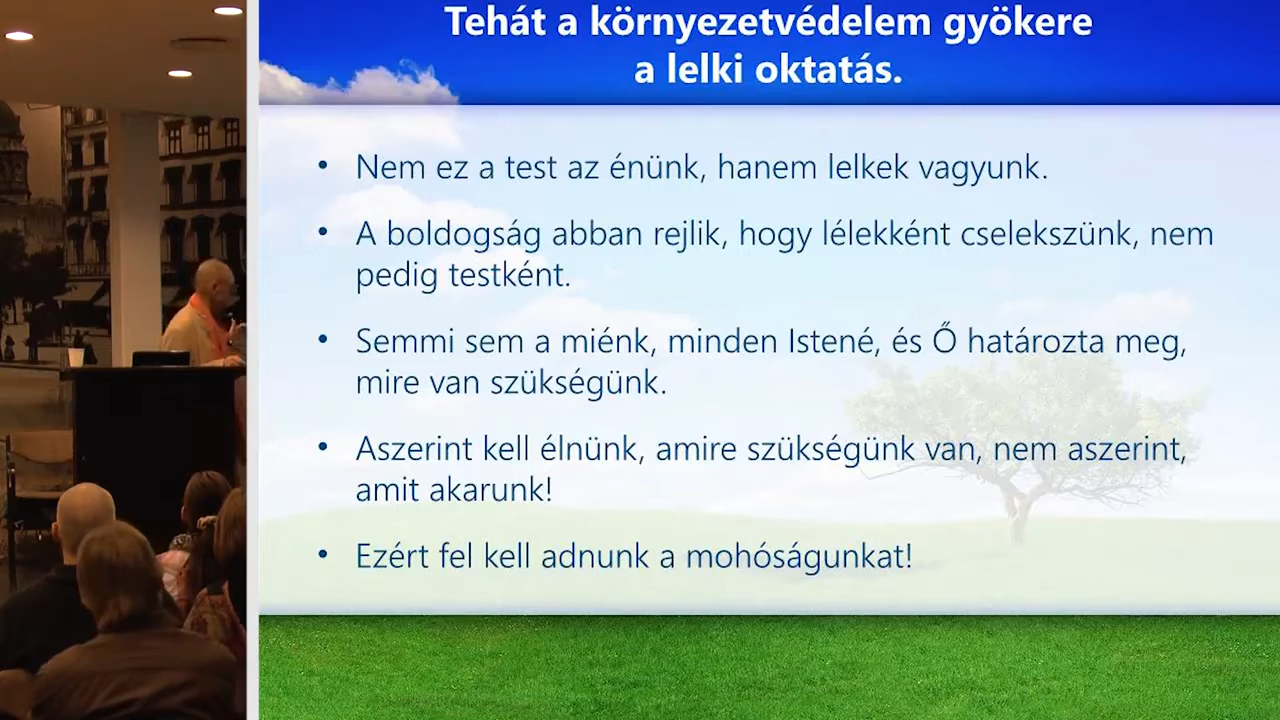 Tehát a környezetvédelem gyökere
a lelki oktatás.
• Nem ez a test az énünk, hanem lelkek vagyunk.
• A boldogság abban rejlik, hogy lélekként cselekszünk, nem
pedig testként.
• Semmi sem a miénk, minden Istené, és Ő határozta meg,
mire van szükségünk.
• Aszerint kell élnünk, amire szükségünk van, nem aszerint,
amit akarunk!
• Ezért fel kell adnunk a mohóságunkat!